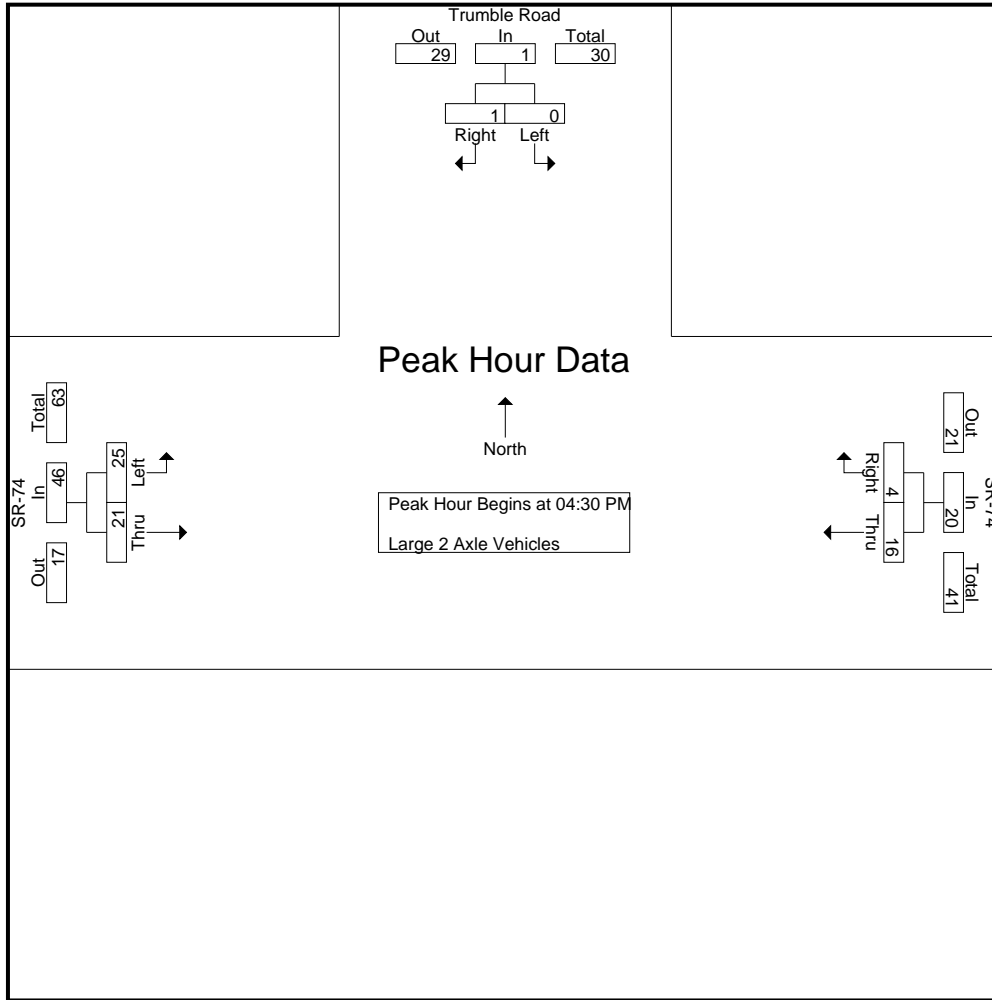 Trumble Road
Out In Total
29 1 30
1 0
Right Left
Peak Hour Data
North
Peak Hour Begins at 04:30 PM
Large 2 Axle Vehicles
SR-74
Total In Out
63 46 17
25 21
Left Thru
SR-74
Out In Total
21 20 41
4 16
Right Thru